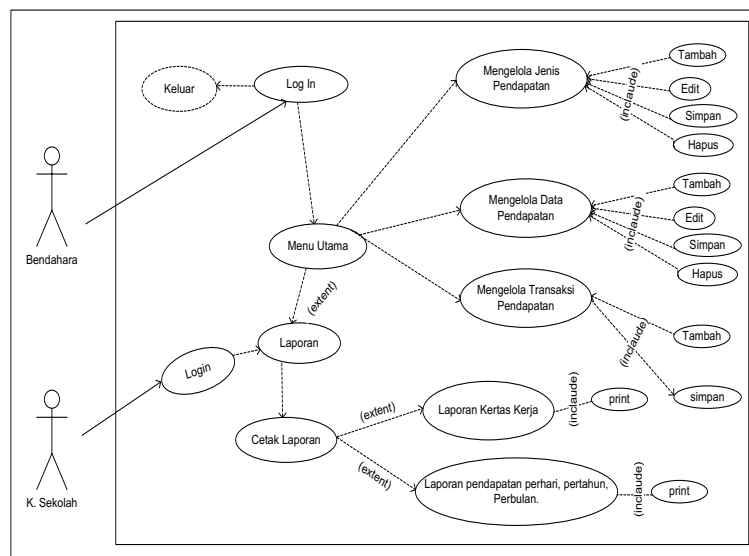 Keluar
Log In
Mengelola Jenis
Pendapatan
(inclaude)
Tambah
Edit
Simpan
Hapus
Bendahara
Menu Utama
Mengelola Data
Pendapatan
(inclaude)
Tambah
Edit
Simpan
Hapus
Mengelola Transaksi
Pendapatan
(inclaude)
Tambah
simpan
(extent)
Laporan
Login
K. Sekolah
Cetak Laporan
(extent)
Laporan Kertas Kerja
(inclaude)
print
(extent)
Laporan pendapatan perhari, pertahun,
Perbulan.
(inclaude)
print